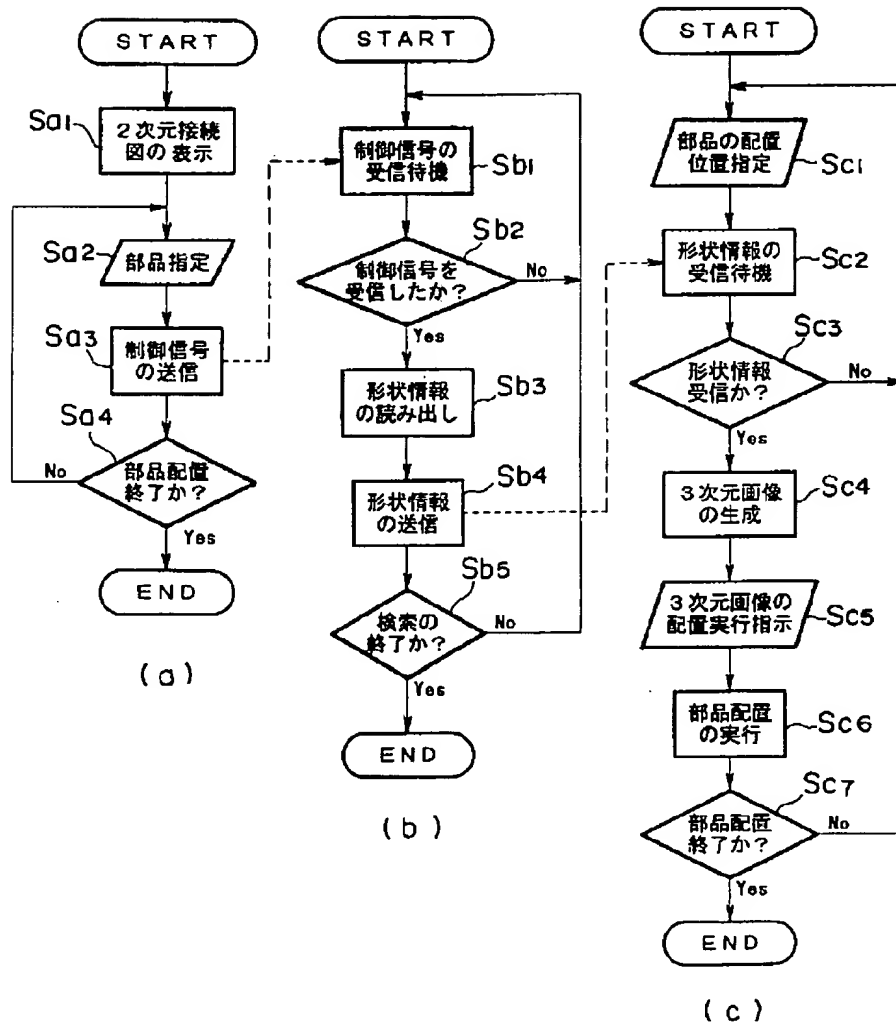 START
Sa1
2次元接続
図の表示
Sa2
部品指定
Sa3
制御信号
の送信
Sa4
部品配置
終了か？
No
Yes
END
(a)
START
制御信号の
受信待機
Sb1
Sb2
制御信号を
受信したか？
No
Yes
形状情報
の読み出し
Sb3
Sb4
形状情報
の送信
Sb5
検索の
終了か？
No
Yes
END
(b)
START
部品の配置
位置指定
Sc1
形状情報の
受信待機
Sc2
Sc3
形状情報
受信か？
No
Yes
3次元画像
の生成
Sc4
3次元画像の
配置実行指示
Sc5
部品配置
の実行
Sc6
Sc7
部品配置
終了か？
No
Yes
END
(c)